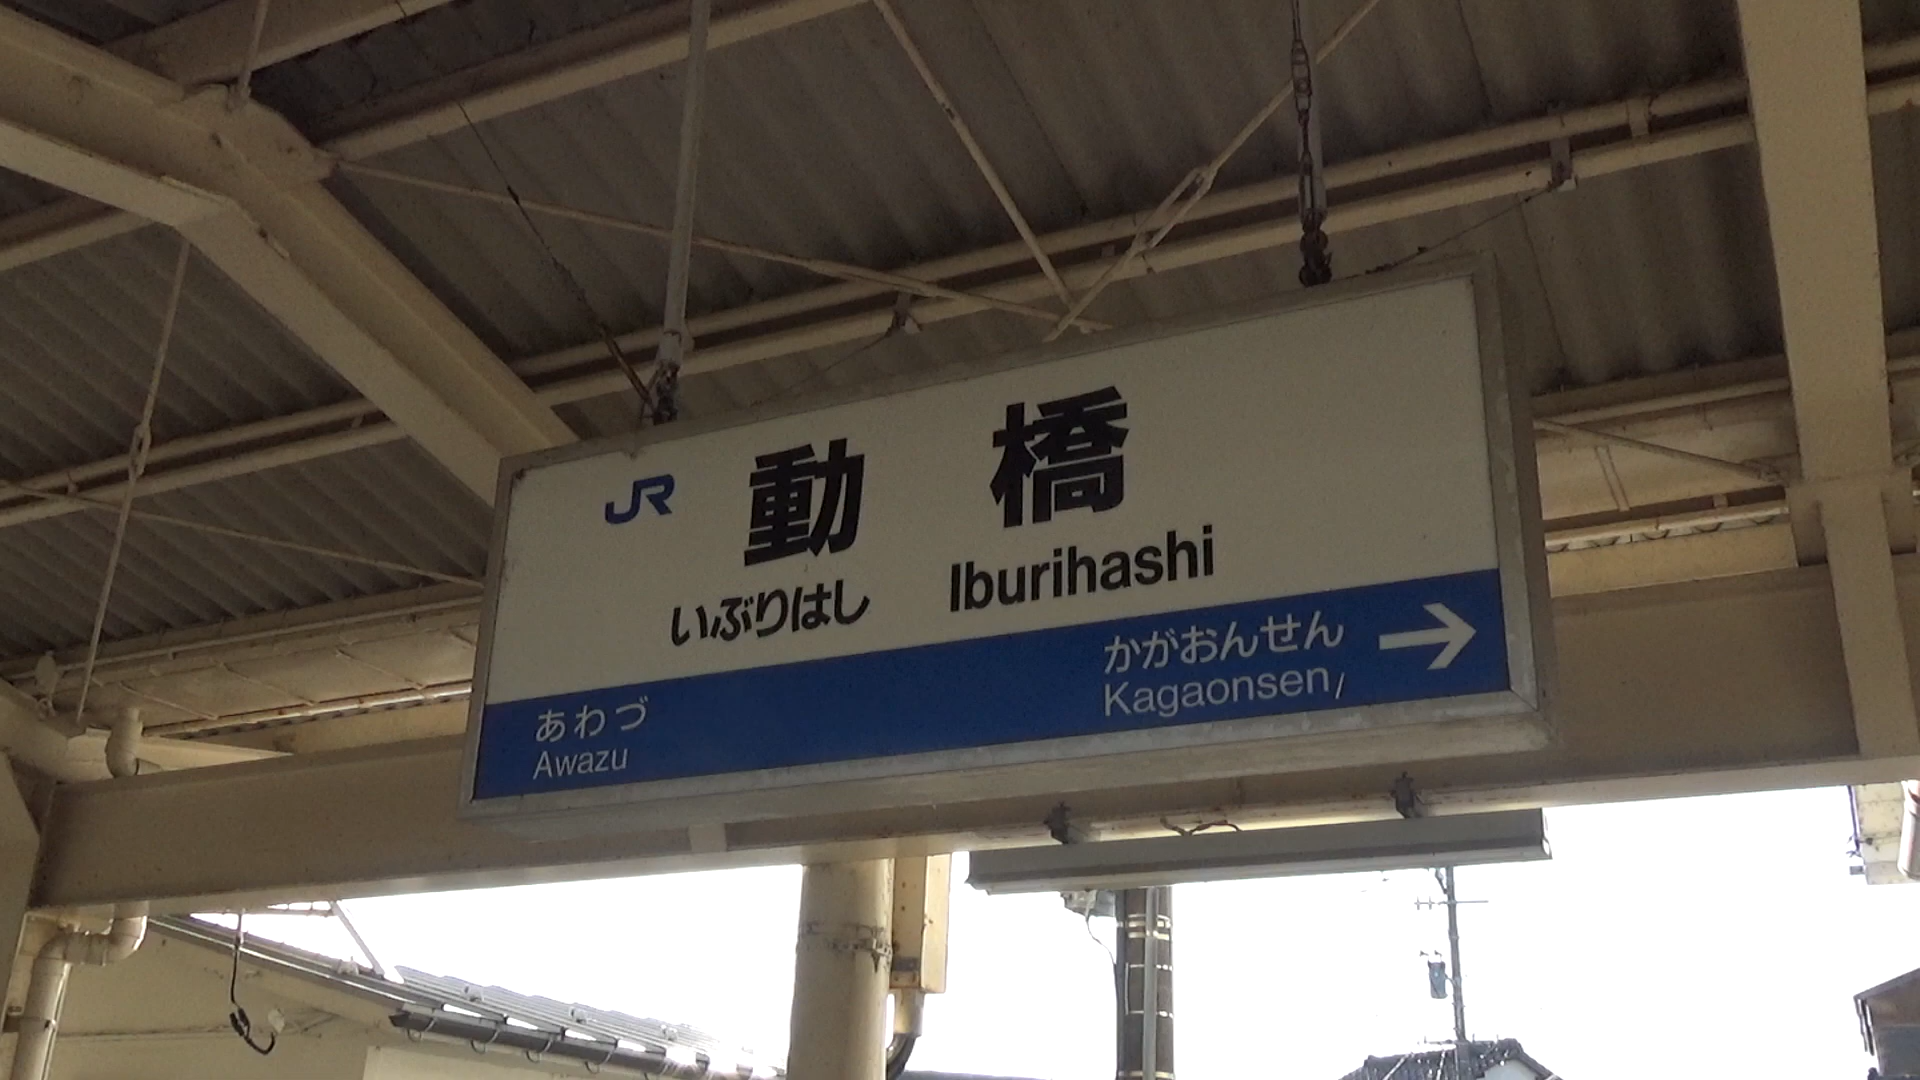 JR 動橋
いぶりはし Iburihashi
あわづ
Awazu
かがおんせん →
Kagaonsen